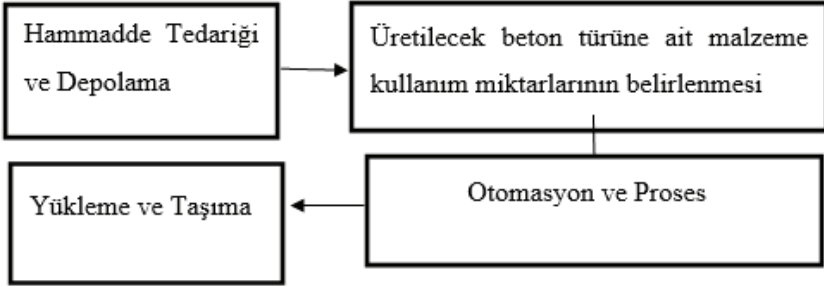 Hammadde Tedariği
ve Depolama
Üretilecek beton türüne ait malzeme
kullanım miktarlarının belirlenmesi
Otomasyon ve Proses
Yükleme ve Taşıma